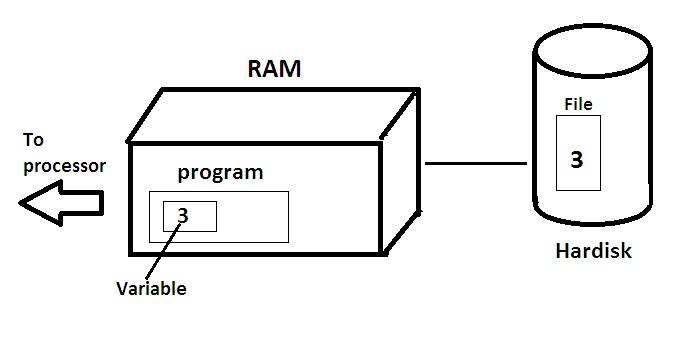 RAM
To
processor
program
3
Variable
File
3
Hardisk